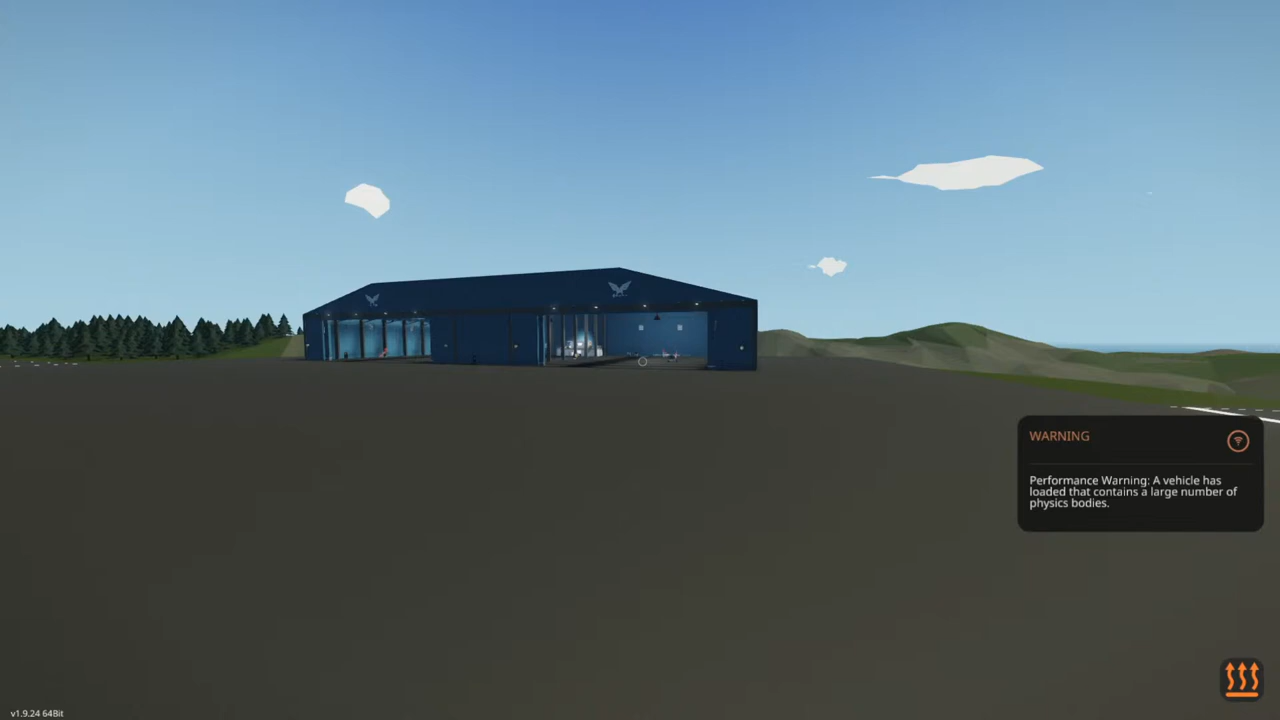 WARNING
Performance Warning: A vehicle has
loaded that contains a large number of
physics bodies.
v1.9.24 64Bit